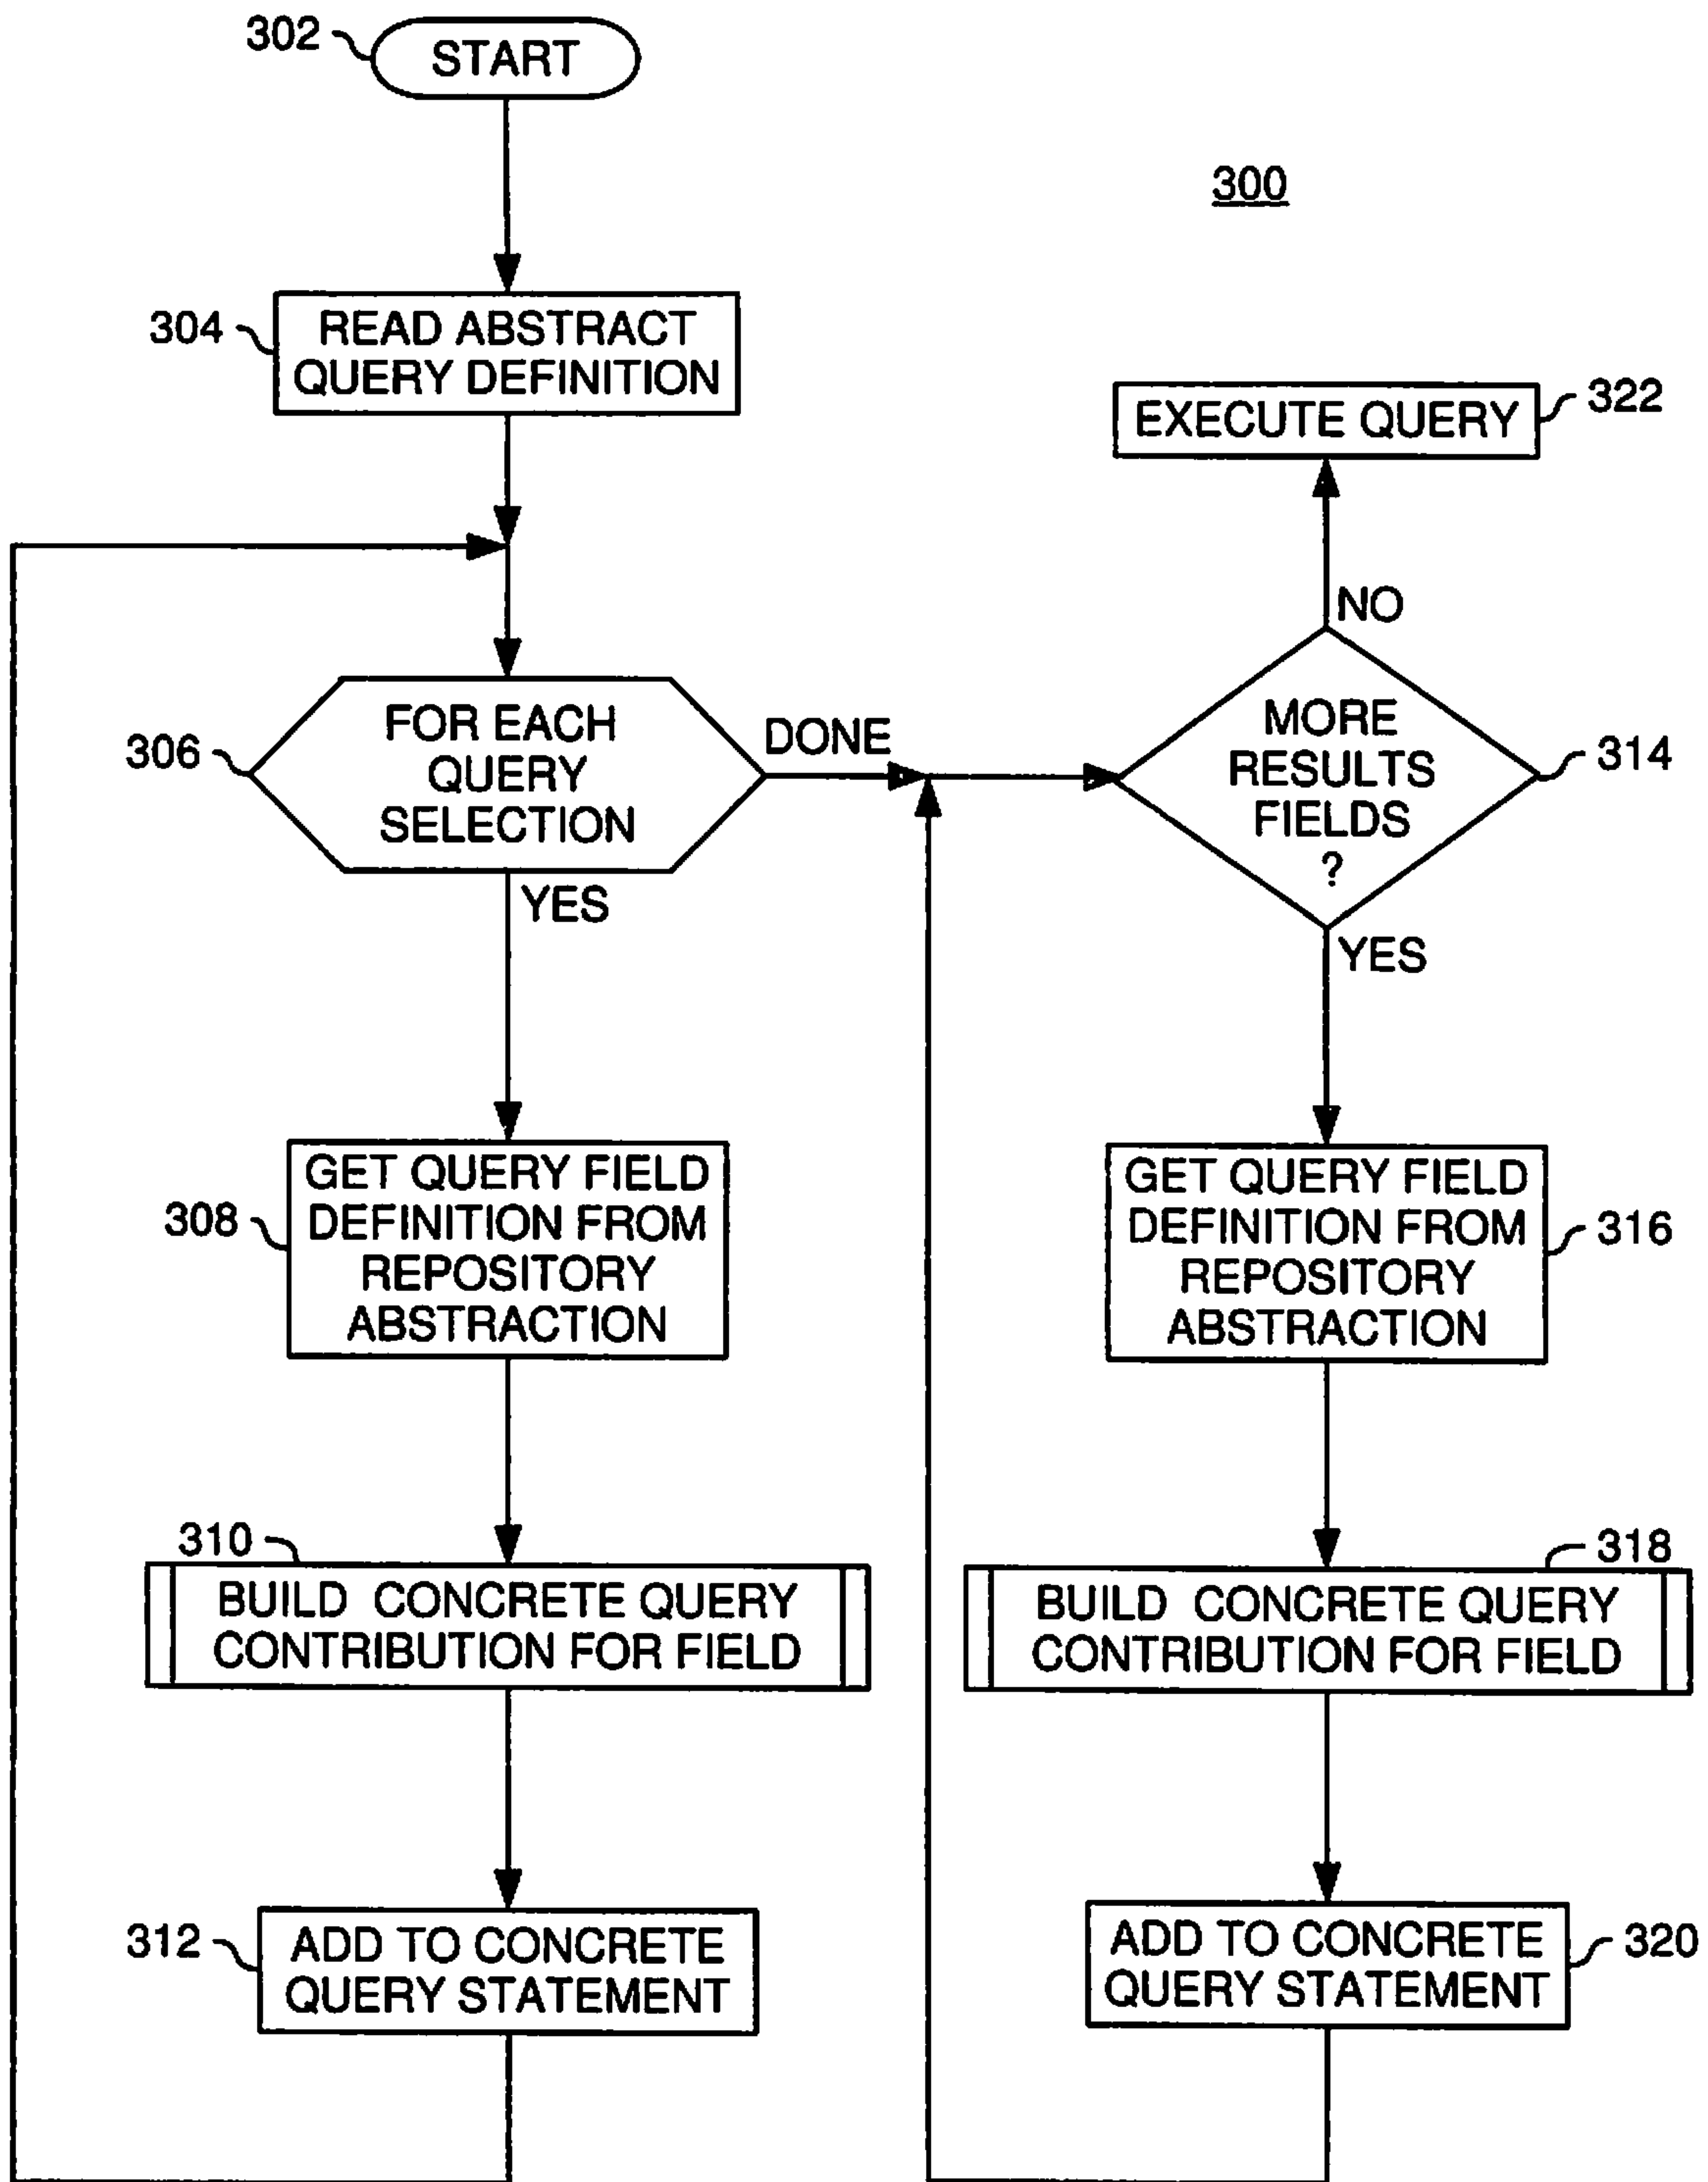 302
START
300
304
READ ABSTRACT
QUERY DEFINITION
322
EXECUTE QUERY
NO
306
FOR EACH
QUERY
SELECTION
DONE
YES
314
MORE
RESULTS
FIELDS
?
YES
308
GET QUERY FIELD
DEFINITION FROM
REPOSITORY
ABSTRACTION
316
GET QUERY FIELD
DEFINITION FROM
REPOSITORY
ABSTRACTION
310
BUILD CONCRETE QUERY
CONTRIBUTION FOR FIELD
318
BUILD CONCRETE QUERY
CONTRIBUTION FOR FIELD
312
ADD TO CONCRETE
QUERY STATEMENT
320
ADD TO CONCRETE
QUERY STATEMENT